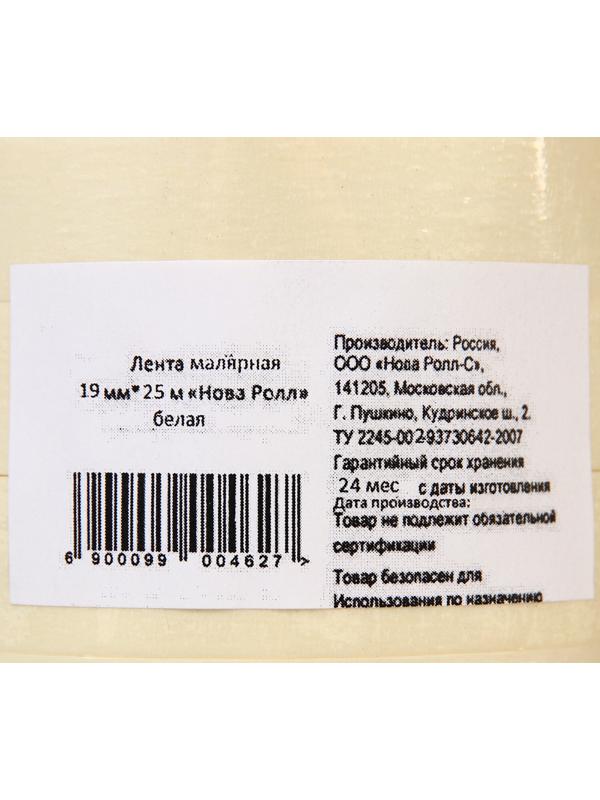 Лента малярная
19 мм*25 м «Нова Ролл»
белая
6 900099 004627 >
Производитель: Россия,
ООО «Нова Ролл-С»,
141205, Московская обл.,
Г. Пушкино, Кудринское ш., 2.
ТУ 2245-002-93730642-2007
Гарантийный срок хранения
24 мес с даты изготовления
Дата производства:
Товар не подлежит обязательной
сертификации
Товар безопасен для
Использования по назначению